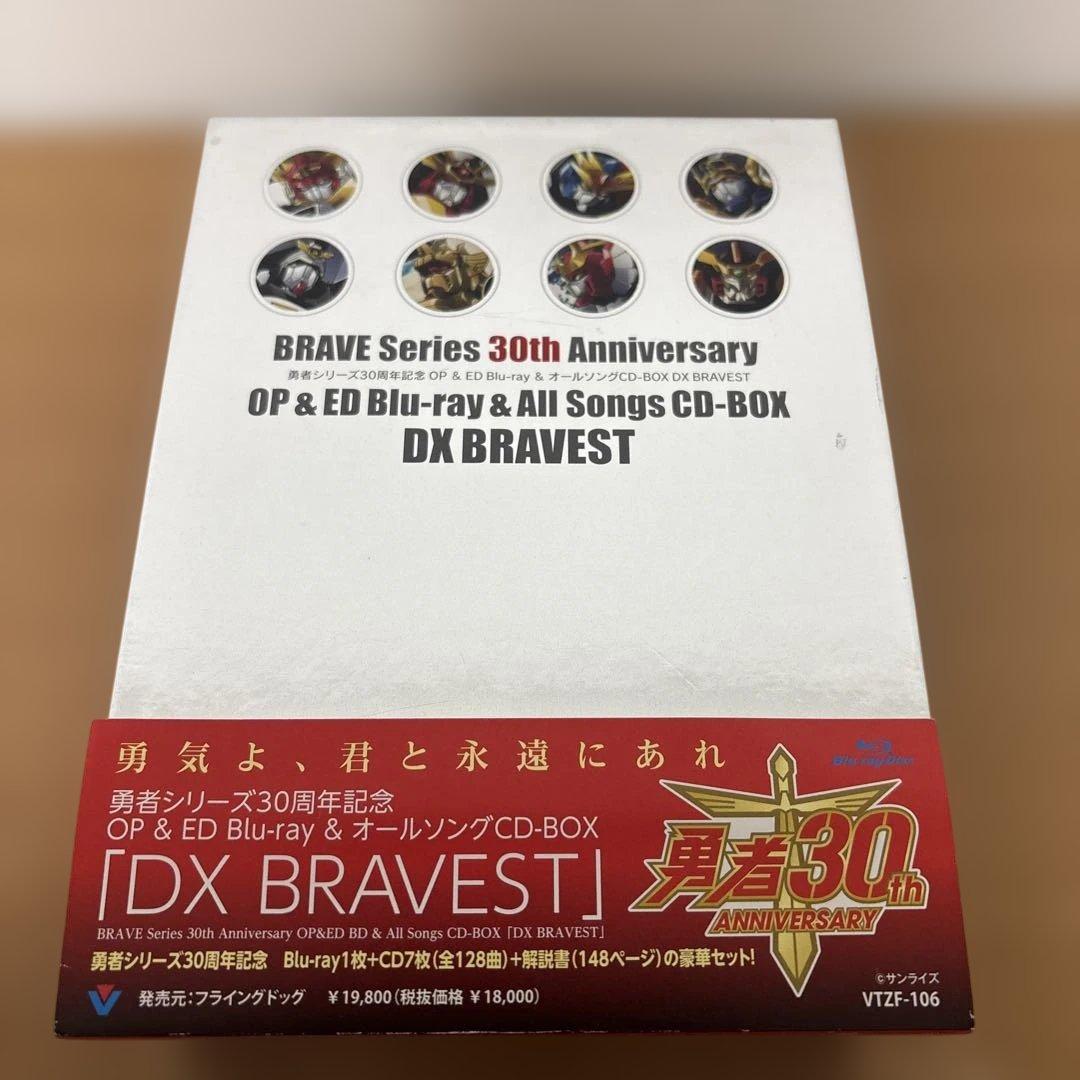 BRAVE Series 30th Anniversary
勇者シリーズ30周年記念 OP & ED Blu-ray & オールソングCD-BOX DX BRAVEST
OP & ED Blu-ray & All Songs CD-BOX
DX BRAVEST
勇気よ、君と永遠にあれ
Blu-ray Disc
勇者シリーズ30周年記念
OP & ED Blu-ray & オールソングCD-BOX
「DX BRAVEST」
勇者30th
ANNIVERSARY
BRAVE Series 30th Anniversary OP&ED BD & All Songs CD-BOX「DX BRAVEST」
勇者シリーズ30周年記念 Blu-ray1枚+CD7枚(全128曲)+解説書(148ページ)の豪華セット!
©サンライズ
発売元:フライングドッグ ¥19,800(税抜価格 ¥18,000)
VTZF-106